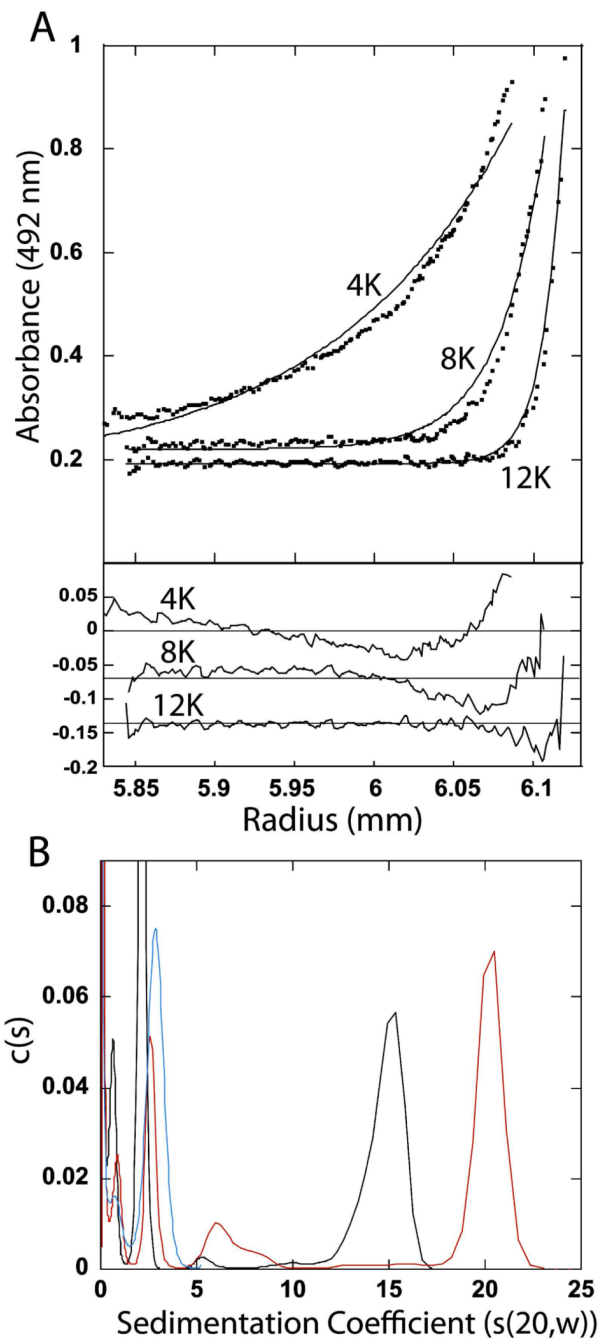 A
Absorbance (492 nm)
1
0.8
0.6
0.4
0.2
4K
8K
12K
0.05
0
-0.05
-0.1
-0.15
-0.2
4K
8K
12K
5.85 5.9 5.95 6 6.05 6.1
Radius (mm)
B
c(s)
0.08
0.06
0.04
0.02
0
0 5 10 15 20 25
Sedimentation Coefficient (s(20,w))